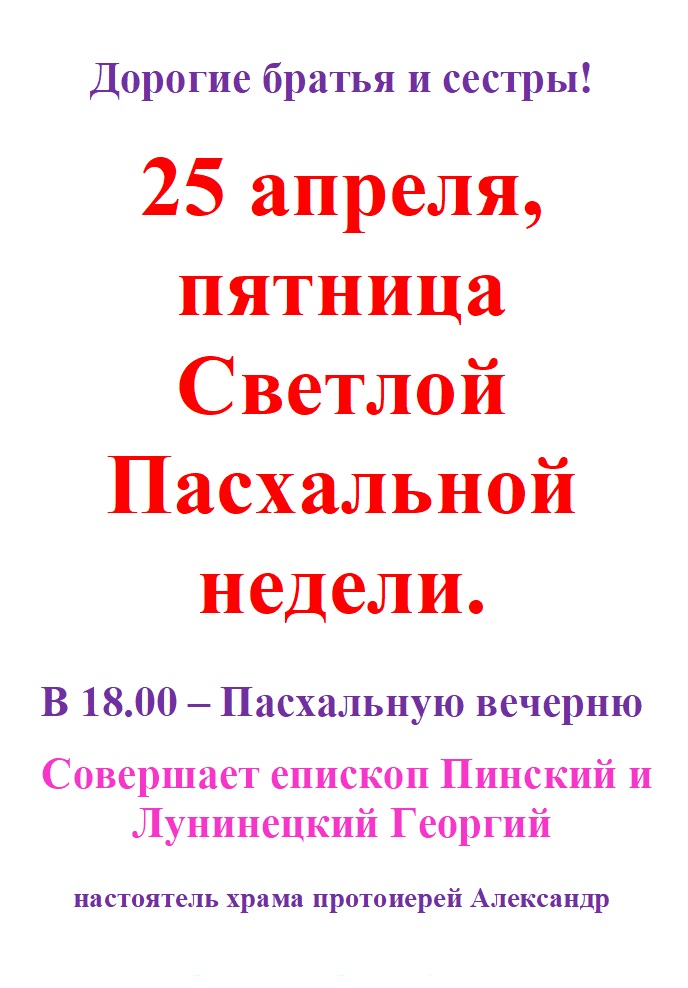 Дорогие братья и сестры!
25 апреля,
пятница
Светлой
Пасхальной
недели.
В 18.00 – Пасхальную вечерню
Совершает епископ Пинский и
Лунинецкий Георгий
настоятель храма протоиерей Александр